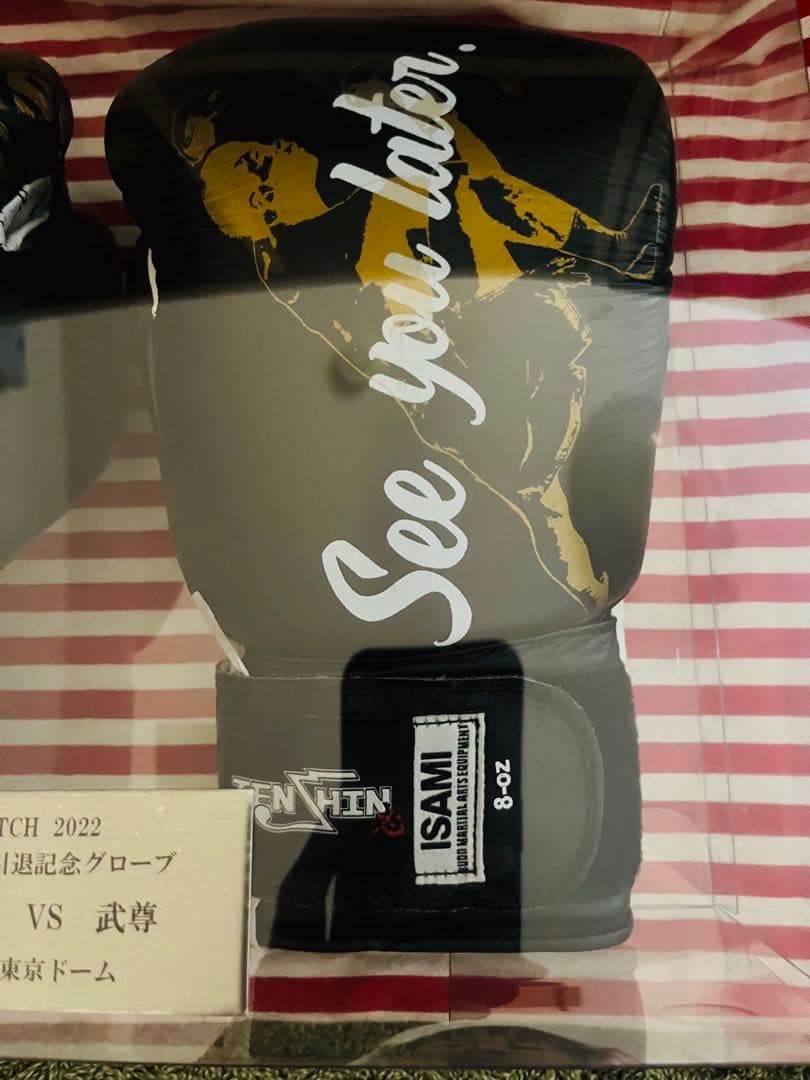 See you later.
TENSHIN
ISAMI
BUDO MARTIAL ARTS EQUIPMENT
8-oz
TCH 2022
引退記念グローブ
VS 武尊
東京ドーム